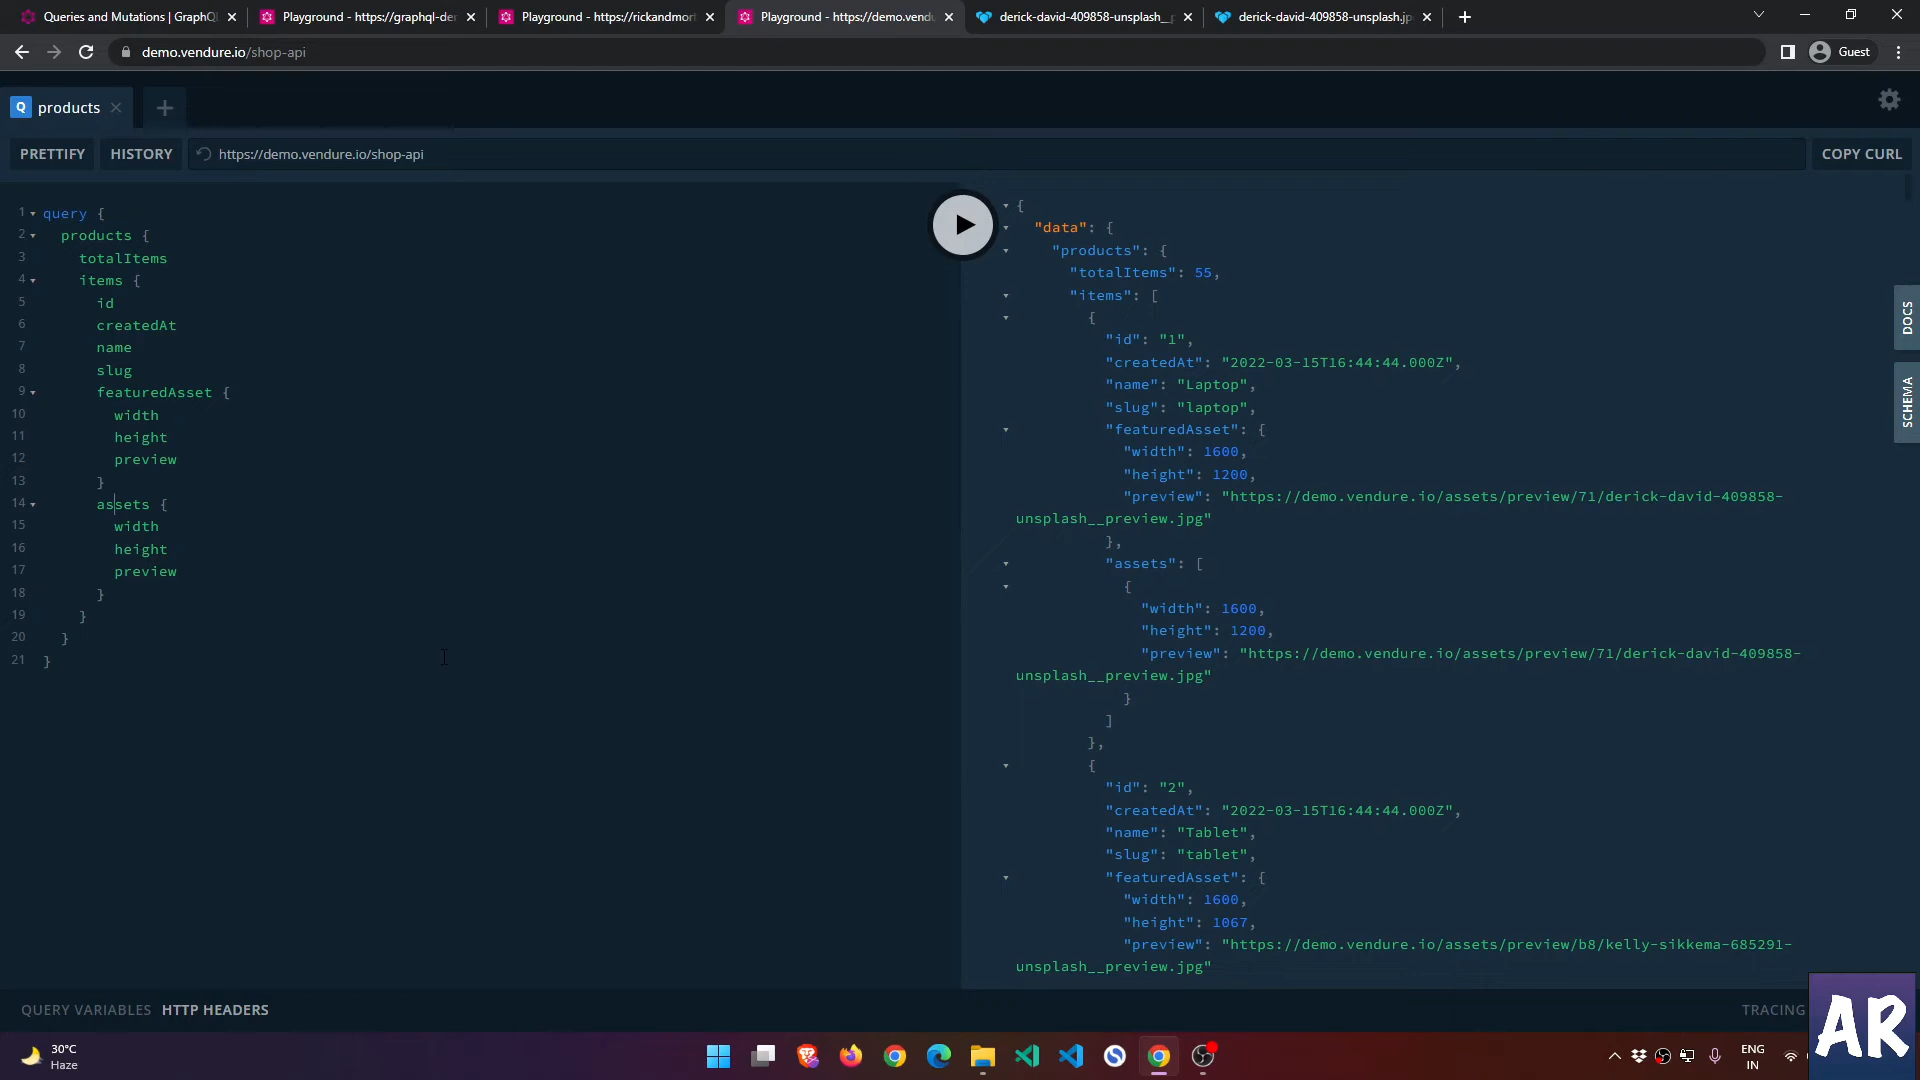 Queries and Mutations | GraphQ
Playground - https://graphql-der
Playground - https://rickandmor
Playground - https://demo.vendu
derick-david-409858-unsplash__p
derick-david-409858-unsplash.jp
demo.vendure.io/shop-api
Guest
Q products
PRETTIFY HISTORY https://demo.vendure.io/shop-api COPY CURL
1 query {
2 products {
3 totalItems
4 items {
5 id
6 createdAt
7 name
8 slug
9 featuredAsset {
10 width
11 height
12 preview
13 }
14 assets {
15 width
16 height
17 preview
18 }
19 }
20 }
21 }
{
"data": {
"products": {
"totalItems": 55,
"items": [
{
"id": "1",
"createdAt": "2022-03-15T16:44:44.000Z",
"name": "Laptop",
"slug": "laptop",
"featuredAsset": {
"width": 1600,
"height": 1200,
"preview": "https://demo.vendure.io/assets/preview/71/derick-david-409858-
unsplash__preview.jpg"
},
"assets": [
{
"width": 1600,
"height": 1200,
"preview": "https://demo.vendure.io/assets/preview/71/derick-david-409858-
unsplash__preview.jpg"
}
]
},
{
"id": "2",
"createdAt": "2022-03-15T16:44:44.000Z",
"name": "Tablet",
"slug": "tablet",
"featuredAsset": {
"width": 1600,
"height": 1067,
"preview": "https://demo.vendure.io/assets/preview/b8/kelly-sikkema-685291-
unsplash__preview.jpg"
DOCS
SCHEMA
QUERY VARIABLES HTTP HEADERS
TRACING
AR
30°C
Haze
ENG
IN